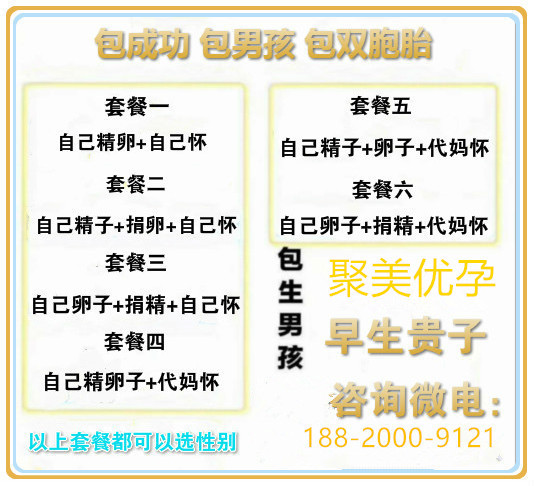 包成功 包男孩 包双胞胎
套餐一
自己精卵+自己怀
套餐二
自己精子+捐卵+自己怀
套餐三
自己卵子+捐精+自己怀
套餐四
自己精卵子+代妈怀
以上套餐都可以选性别
套餐五
自己精子+卵子+代妈怀
套餐六
自己卵子+捐精+代妈怀
包生男孩
聚美优孕
早生贵子
咨询微电：
188-2000-9121